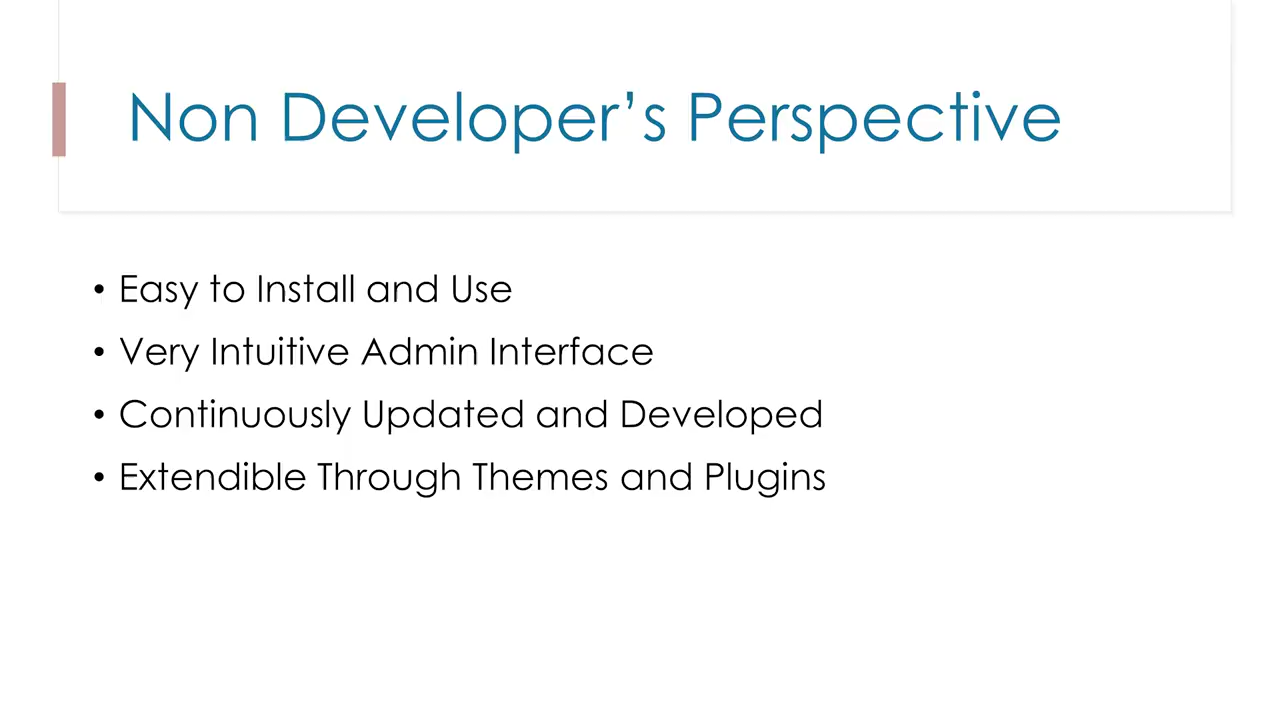 Non Developer’s Perspective
• Easy to Install and Use
• Very Intuitive Admin Interface
• Continuously Updated and Developed
• Extendible Through Themes and Plugins